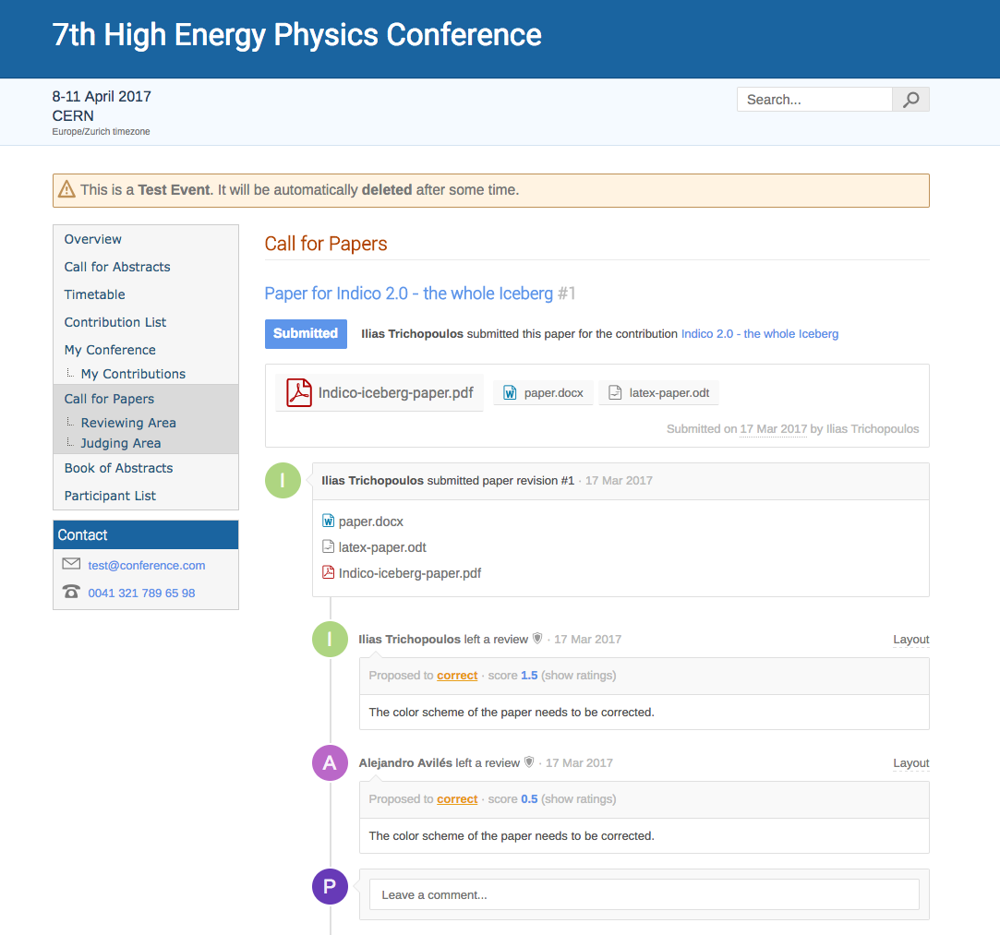 7th High Energy Physics Conference
8-11 April 2017
CERN
Europe/Zurich timezone
Search...
This is a Test Event. It will be automatically deleted after some time.
Overview
Call for Abstracts
Timetable
Contribution List
My Conference
My Contributions
Call for Papers
Reviewing Area
Judging Area
Book of Abstracts
Participant List
Contact
test@conference.com
0041 321 789 65 98
Call for Papers
Paper for Indico 2.0 - the whole Iceberg #1
Submitted Ilias Trichopoulos submitted this paper for the contribution Indico 2.0 - the whole Iceberg
Indico-iceberg-paper.pdf paper.docx latex-paper.odt
Submitted on 17 Mar 2017 by Ilias Trichopoulos
I Ilias Trichopoulos submitted paper revision #1 · 17 Mar 2017
paper.docx
latex-paper.odt
Indico-iceberg-paper.pdf
I Ilias Trichopoulos left a review · 17 Mar 2017 Layout
Proposed to correct · score 1.5 (show ratings)
The color scheme of the paper needs to be corrected.
A Alejandro Avilés left a review · 17 Mar 2017 Layout
Proposed to correct · score 0.5 (show ratings)
The color scheme of the paper needs to be corrected.
P Leave a comment...